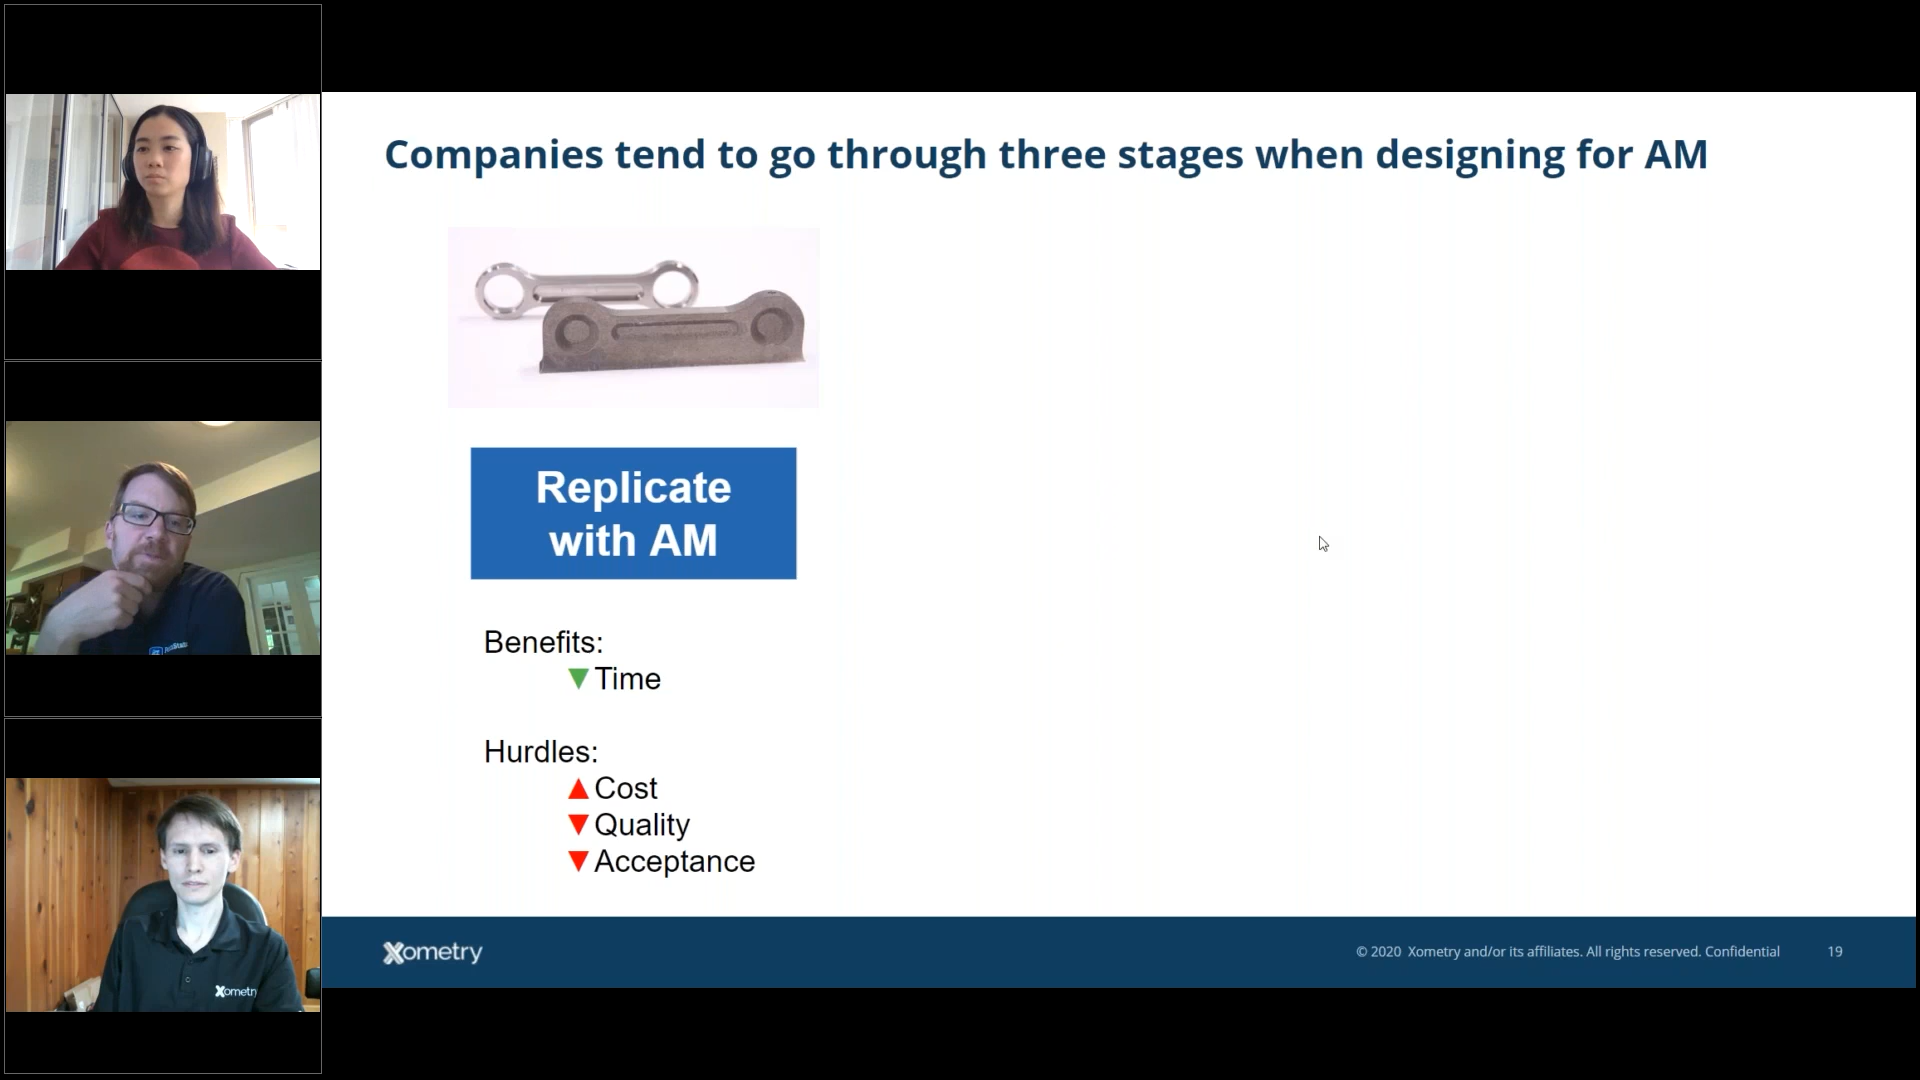 Companies tend to go through three stages when designing for AM
Replicate
with AM
Benefits:
▼Time
Hurdles:
▲Cost
▼Quality
▼Acceptance
Xometry
© 2020 Xometry and/or its affiliates. All rights reserved. Confidential
19
Xometry